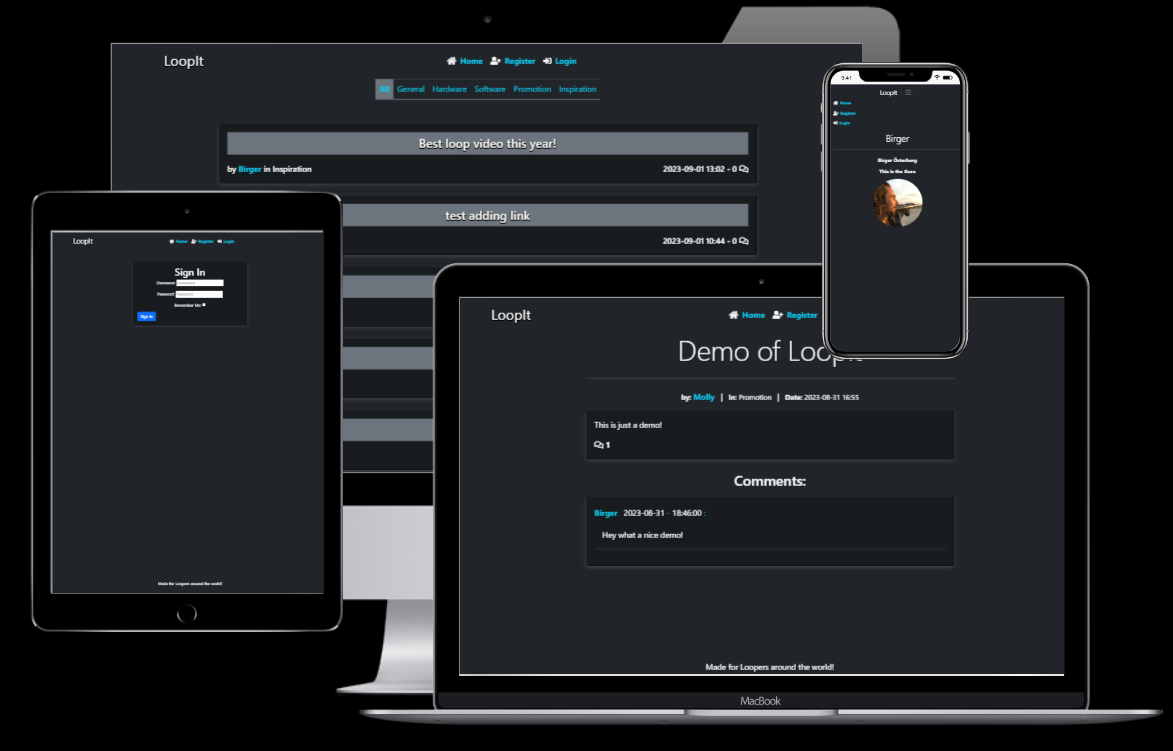 LoopIt
Home Register Login
All General Hardware Software Promotion Inspiration
Best loop video this year!
by Birger in Inspiration 2023-09-01 13:02 - 0
test adding link
2023-09-01 10:44 - 0
LoopIt
Home Register Login
Sign In
Username: Username
Password: Password
Remember Me:
Sign In
Made for Loopers around the world!
LoopIt
Home Register
Demo of LoopIt
by: Molly | In: Promotion | Date: 2023-08-31 16:55
This is just a demo!
1
Comments:
Birger 2023-08-31 - 18:46:00 :
Hey what a nice demo!
Made for Loopers around the world!
MacBook
9:41
LoopIt
Home
Register
Login
Birger
Birger Österberg
This is the Guru